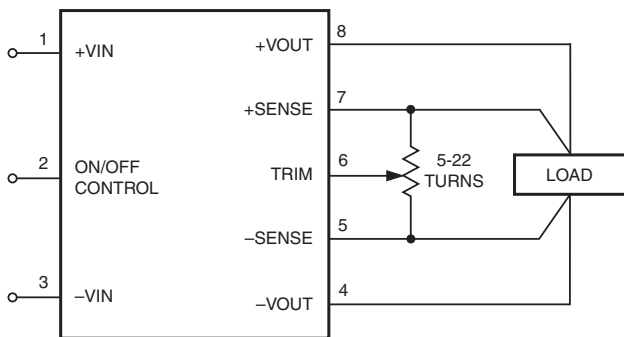 1
+VIN
+VOUT
8
+SENSE
7
2
ON/OFF
CONTROL
TRIM
6
5-22
TURNS
LOAD
–SENSE
5
3
–VIN
–VOUT
4